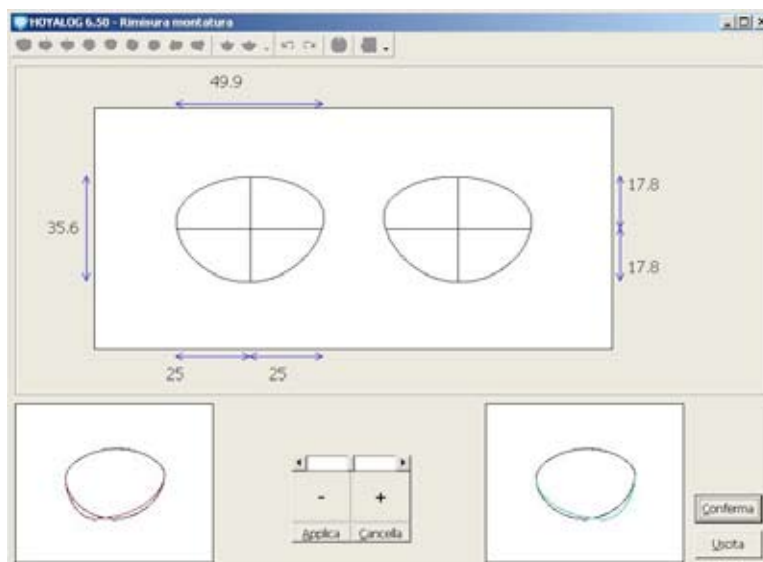 HOYALOG 6.50 - Rimisura montatura
49.9
17.8
35.6
17.8
25 25
- +
Applica Cancella
Conferma
Uscita